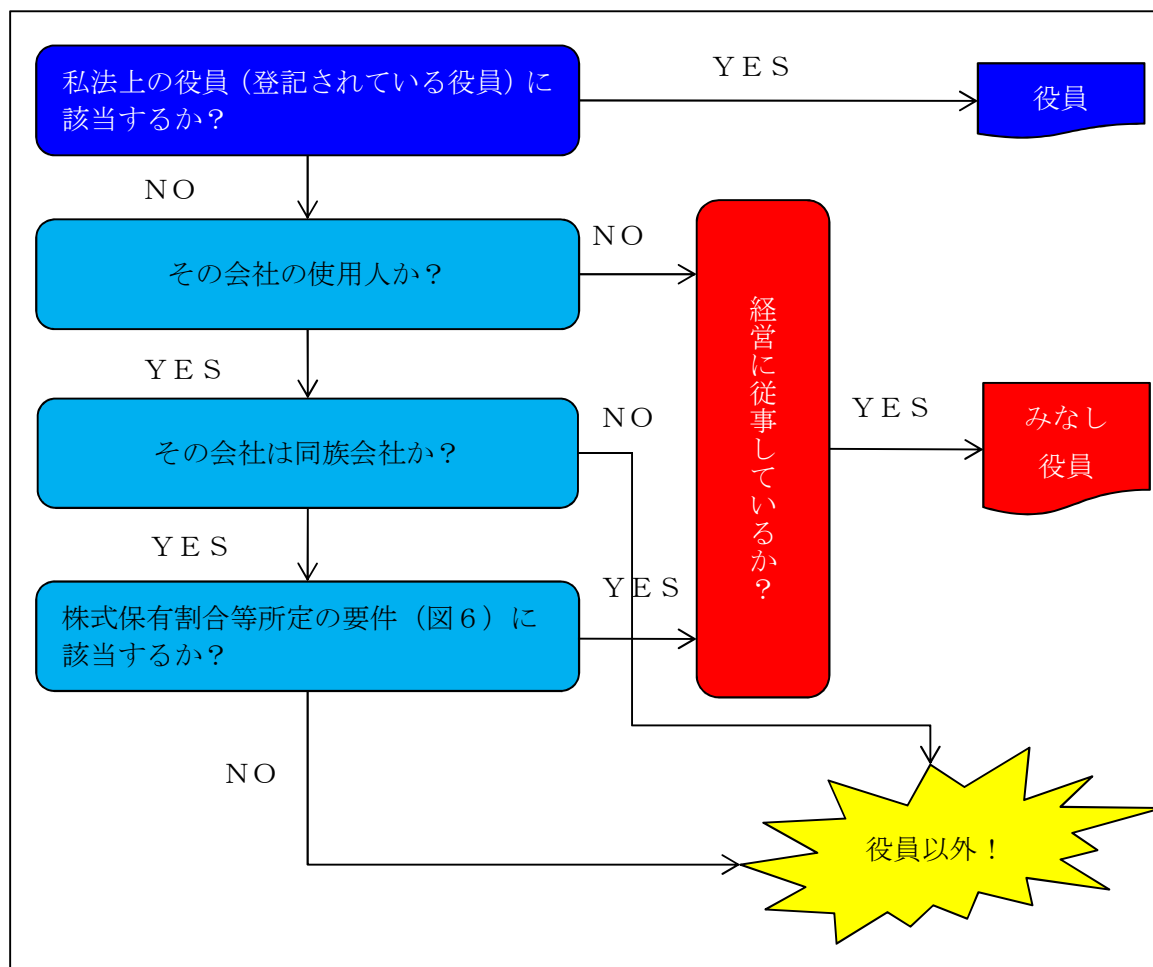 私法上の役員（登記されている役員）に
該当するか？
ＹＥＳ
役員
ＮＯ
その会社の使用人か？
ＮＯ
経営に従事しているか？
ＹＥＳ
みなし
役員
ＹＥＳ
その会社は同族会社か？
ＮＯ
ＹＥＳ
株式保有割合等所定の要件（図６）に
該当するか？
ＹＥＳ
ＮＯ
役員以外！